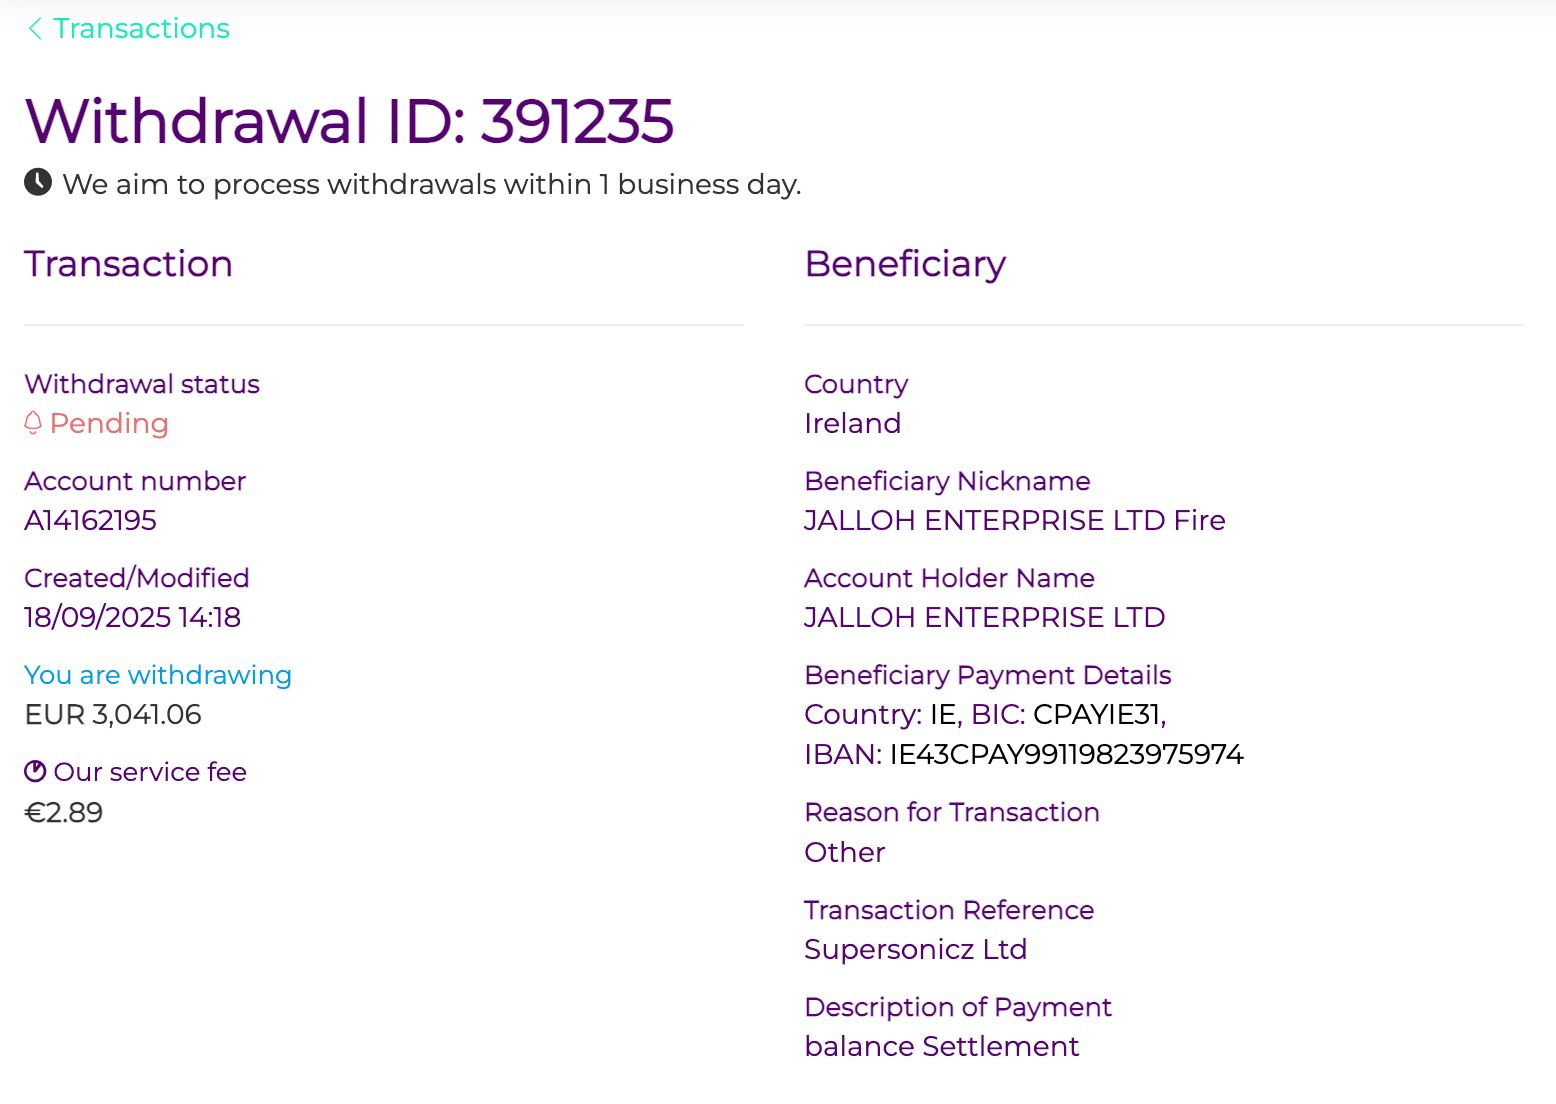 Transactions
Withdrawal ID: 391235
We aim to process withdrawals within 1 business day.
Transaction
Withdrawal status
Pending
Account number
A14162195
Created/Modified
18/09/2025 14:18
You are withdrawing
EUR 3,041.06
Our service fee
€2.89
Beneficiary
Country
Ireland
Beneficiary Nickname
JALLOH ENTERPRISE LTD Fire
Account Holder Name
JALLOH ENTERPRISE LTD
Beneficiary Payment Details
Country: IE, BIC: CPAYIE31,
IBAN: IE43CPAY99119823975974
Reason for Transaction
Other
Transaction Reference
Supersonicz Ltd
Description of Payment
balance Settlement